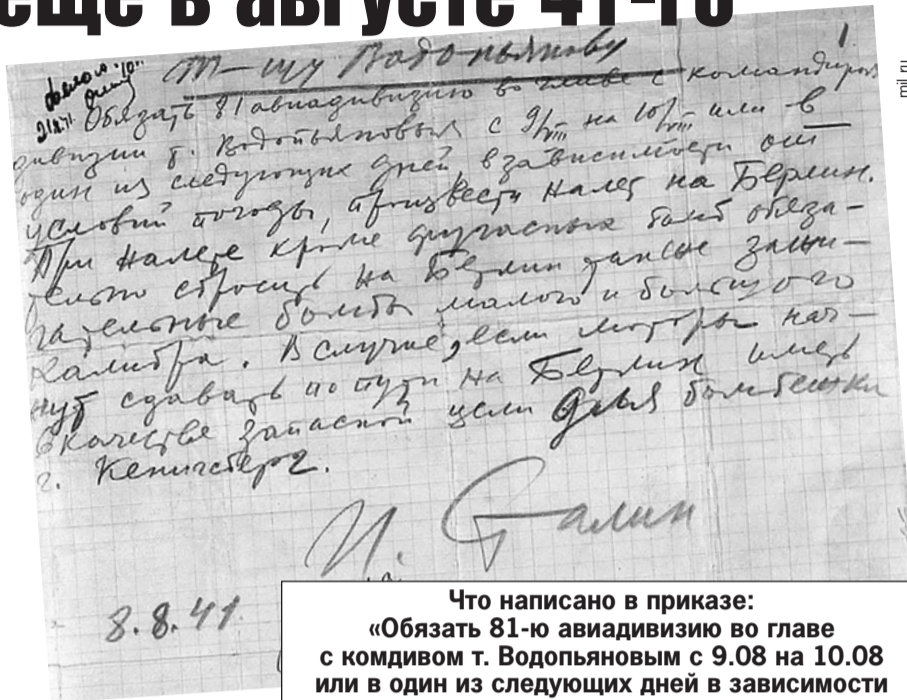 еще в августе 41-го
mil.ru
Т-щу Водопьянову
1
Обязать 81 авиадивизию во главе с командиром
дивизии т. Водопьяновым с 9/VIII на 10/VIII или в
один из следующих дней, в зависимости от
условий погоды, произвести налет на Берлин.
При налете кроме фугасных бомб обяза-
тельно сбросить на Берлин также зажи-
гательные бомбы малого и большого
калибра. В случае, если моторы нач-
нут сдавать по пути на Берлин иметь
в качестве запасной цели для бомбежки
г. Кенигсберг.
И. Сталин
8.8.41
Что написано в приказе:
«Обязать 81-ю авиадивизию во главе
с комдивом т. Водопьяновым с 9.08 на 10.08
или в один из следующих дней в зависимости